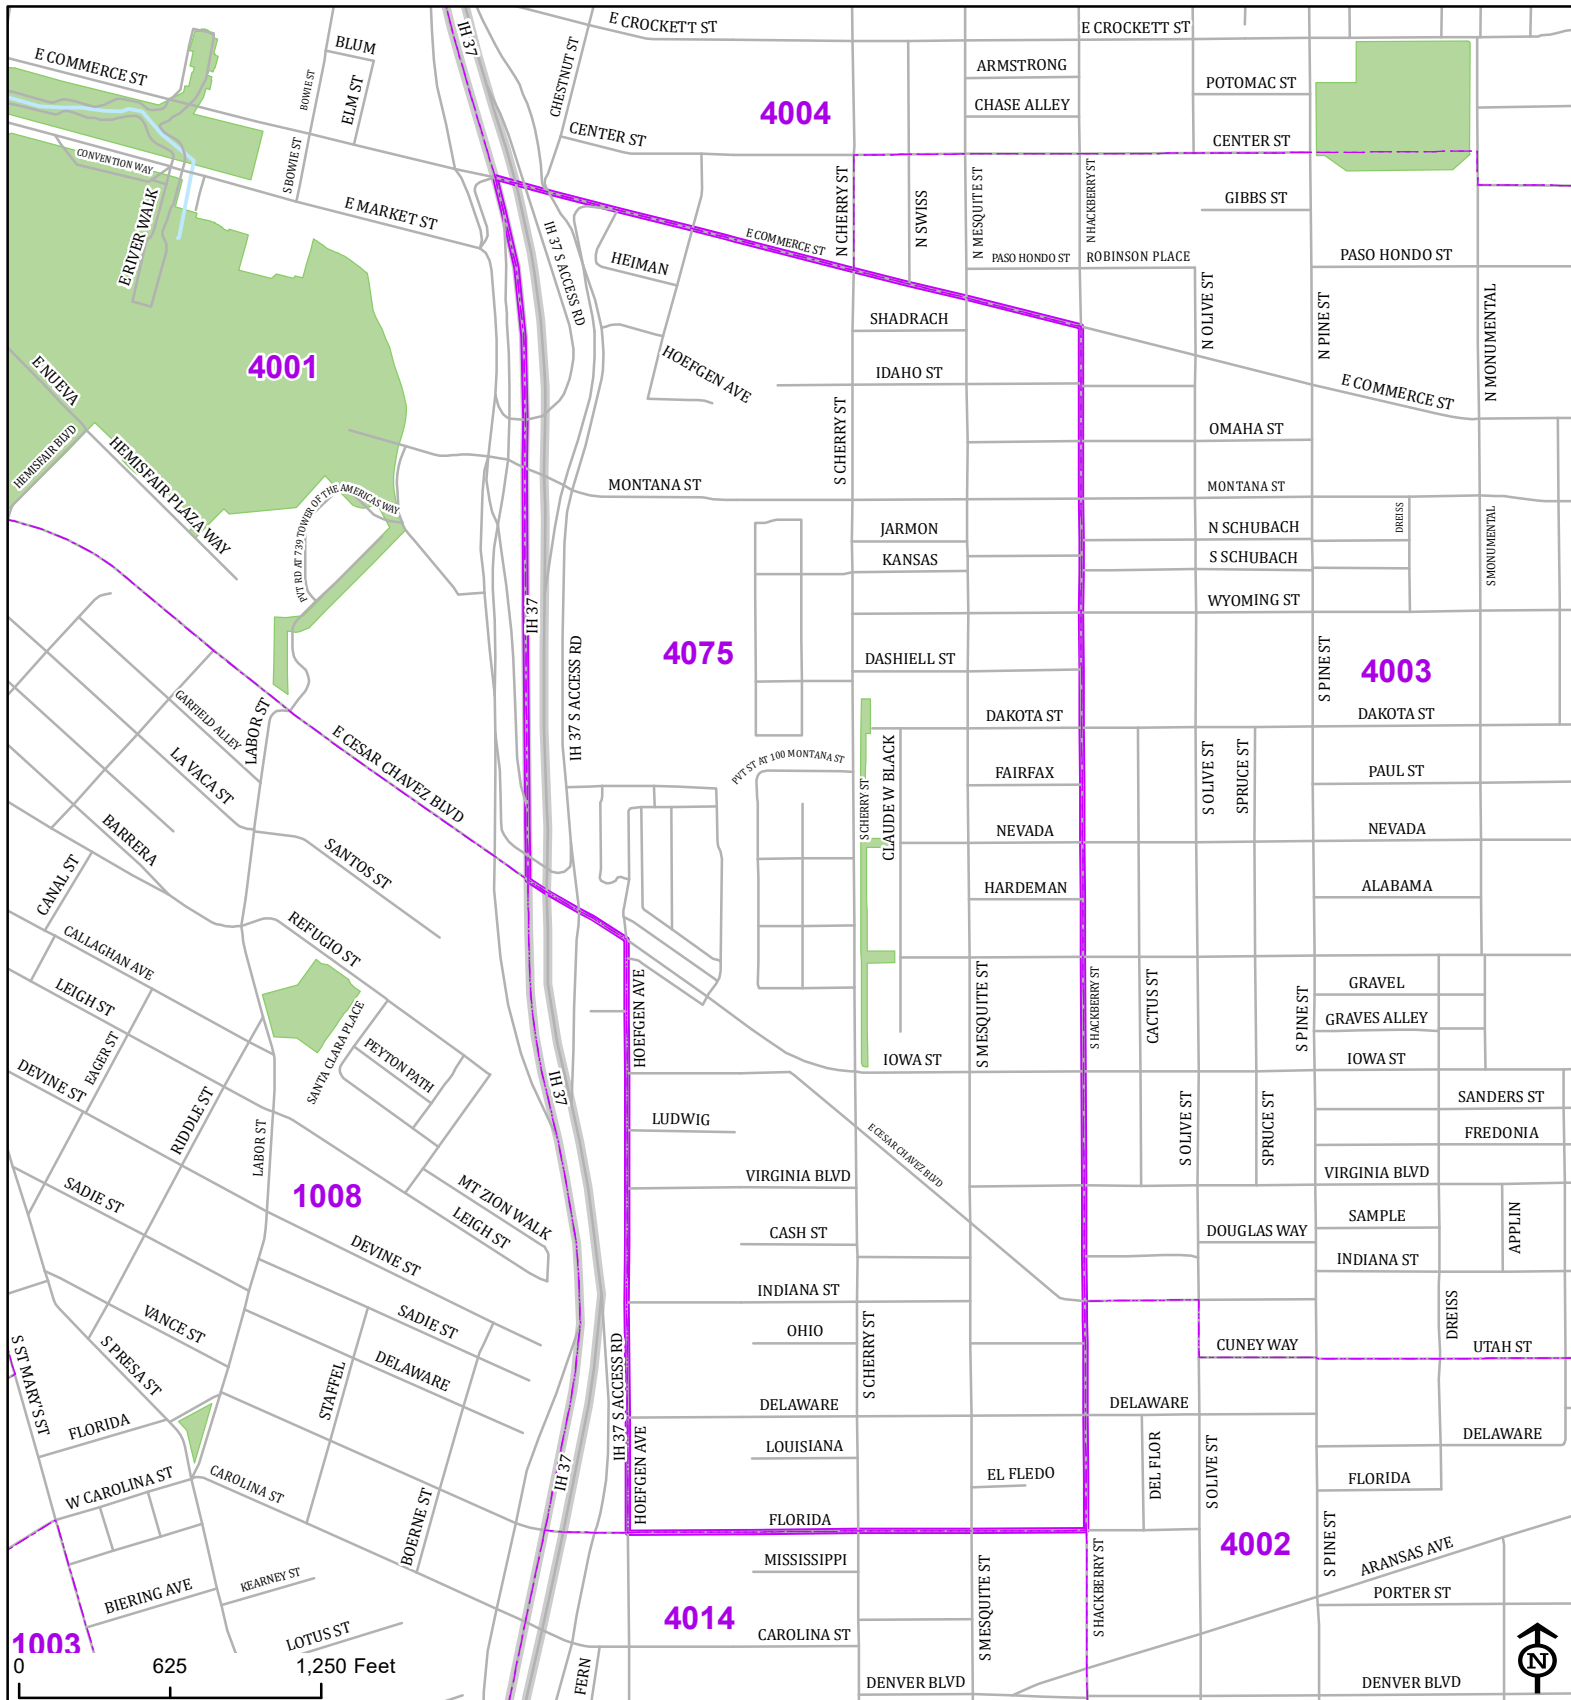 E CROCKETT ST
E CROCKETT ST
IH 37
BLUM
E COMMERCE ST
ELM ST
BOWIE ST
CHESTNUT ST
ARMSTRONG
POTOMAC ST
CHASE ALLEY
4004
CENTER ST
CENTER ST
CONVENTION WAY
S BOWIE ST
E RIVER WALK
E MARKET ST
N CHERRY ST
N SWISS
N MESQUITE ST
N HACKBERRY ST
GIBBS ST
E COMMERCE ST
IH 37 S ACCESS RD
HEIMAN
PASO HONDO ST
ROBINSON PLACE
PASO HONDO ST
N OLIVE ST
N PINE ST
N MONUMENTAL
SHADRACH
4001
E NUEVA
HOEFGEN AVE
IDAHO ST
E COMMERCE ST
S CHERRY ST
OMAHA ST
HEMISFAIR BLVD
HEMISFAIR PLAZA WAY
MONTANA ST
MONTANA ST
PVT RD AT 739 TOWER OF THE AMERICAS WAY
JARMON
N SCHUBACH
DREISS
S MONUMENTAL
KANSAS
S SCHUBACH
WYOMING ST
IH 37
IH 37 S ACCESS RD
4075
DASHIELL ST
S PINE ST
4003
GARFIELD ALLEY
LABOR ST
E CESAR CHAVEZ BLVD
DAKOTA ST
DAKOTA ST
LA VACA ST
PVT ST AT 100 MONTANA ST
S CHERRY ST
CLAUDE W BLACK
FAIRFAX
S OLIVE ST
SPRUCE ST
PAUL ST
BARRERA
NEVADA
NEVADA
SANTOS ST
CANAL ST
HARDEMAN
ALABAMA
REFUGIO ST
CALLAGHAN AVE
LEIGH ST
HOEFGEN AVE
S MESQUITE ST
S HACKBERRY ST
CACTUS ST
S PINE ST
GRAVEL
GRAVES ALLEY
SANTA CLARA PLACE
EAGER ST
PEYTON PATH
IOWA ST
IOWA ST
DEVINE ST
IH 37
RIDDLE ST
LABOR ST
LUDWIG
E CESAR CHAVEZ BLVD
S OLIVE ST
SPRUCE ST
SANDERS ST
FREDONIA
VIRGINIA BLVD
VIRGINIA BLVD
SADIE ST
1008
MT ZION WALK
LEIGH ST
CASH ST
DOUGLAS WAY
SAMPLE
APPLIN
DEVINE ST
INDIANA ST
INDIANA ST
VANCE ST
SADIE ST
OHIO
DREISS
CUNEY WAY
UTAH ST
S ST MARY'S ST
S PRESA ST
STAFFEL
DELAWARE
IH 37 S ACCESS RD
S CHERRY ST
DELAWARE
DELAWARE
FLORIDA
LOUISIANA
DELAWARE
HOEFGEN AVE
IH 37
W CAROLINA ST
CAROLINA ST
EL FLEDO
DEL FLOR
S OLIVE ST
FLORIDA
FLORIDA
BOERNE ST
S PINE ST
4002
MISSISSIPPI
S MESQUITE ST
S HACKBERRY ST
ARANSAS AVE
PORTER ST
BIERING AVE
KEARNEY ST
4014
LOTUS ST
CAROLINA ST
1003
FERN
DENVER BLVD
DENVER BLVD
0 625 1,250 Feet
N